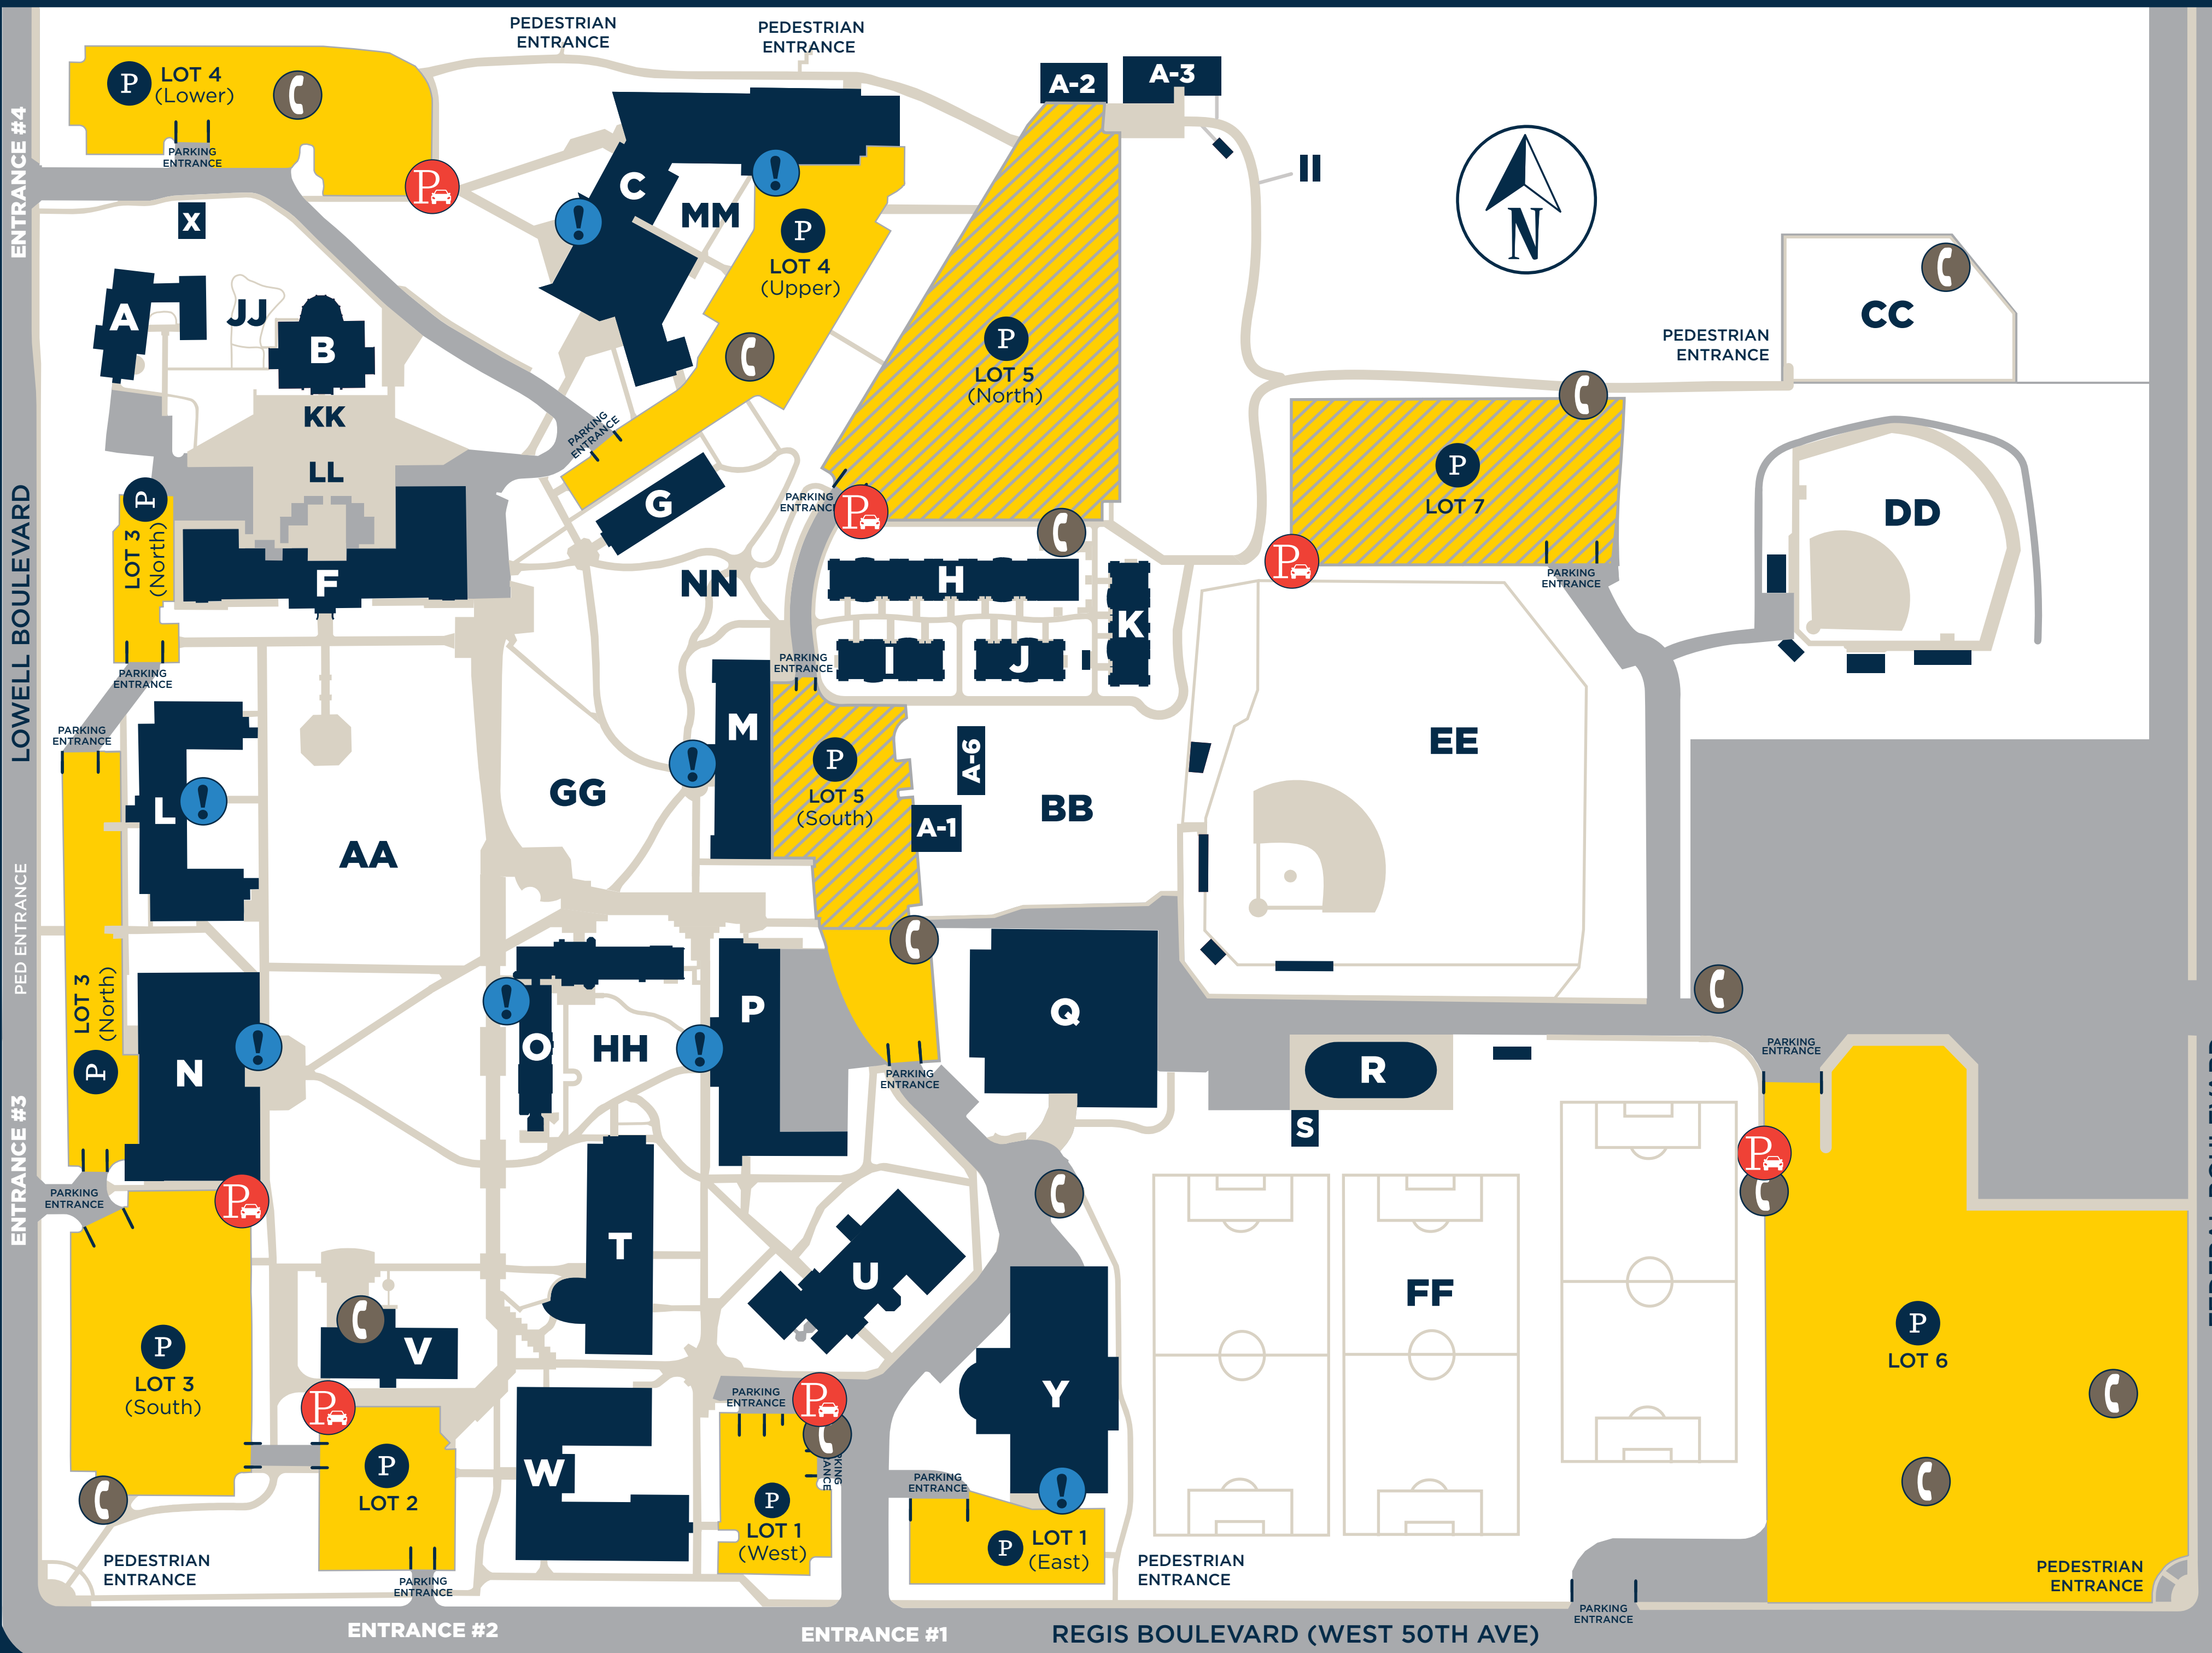 PEDESTRIAN
ENTRANCE
PEDESTRIAN
ENTRANCE
P
LOT 4
(Lower)
PARKING
ENTRANCE
P
ENTRANCE #4
A-2
A-3
II
N
X
C
MM
P
LOT 4
(Upper)
A
JJ
B
KK
LL
PARKING
ENTRANCE
P
LOT 5
(North)
PEDESTRIAN
ENTRANCE
CC
P
LOT 7
PARKING
ENTRANCE
P
DD
LOWELL BOULEVARD
P
LOT 3
(North)
PARKING
ENTRANCE
F
G
NN
PARKING
P
H
I
J
K
PARKING
ENTRANCE
PARKING
ENTRANCE
L
M
P
LOT 5
(South)
A-6
A-1
BB
EE
AA
GG
PED ENTRANCE
LOT 3
(North)
P
N
O
HH
P
Q
R
S
PARKING
ENTRANCE
PARKING
ENTRANCE
ENTRANCE #3
PARKING
ENTRANCE
P
T
U
P
LOT 3
(South)
V
P
P
LOT 2
W
PARKING
ENTRANCE
P
P
LOT 1
(West)
Y
PARKING
ENTRANCE
P
LOT 1
(East)
FF
P
P
LOT 6
PEDESTRIAN
ENTRANCE
PARKING
ENTRANCE
PEDESTRIAN
ENTRANCE
PARKING
ENTRANCE
PEDESTRIAN
ENTRANCE
ENTRANCE #2
ENTRANCE #1
REGIS BOULEVARD (WEST 50TH AVE)